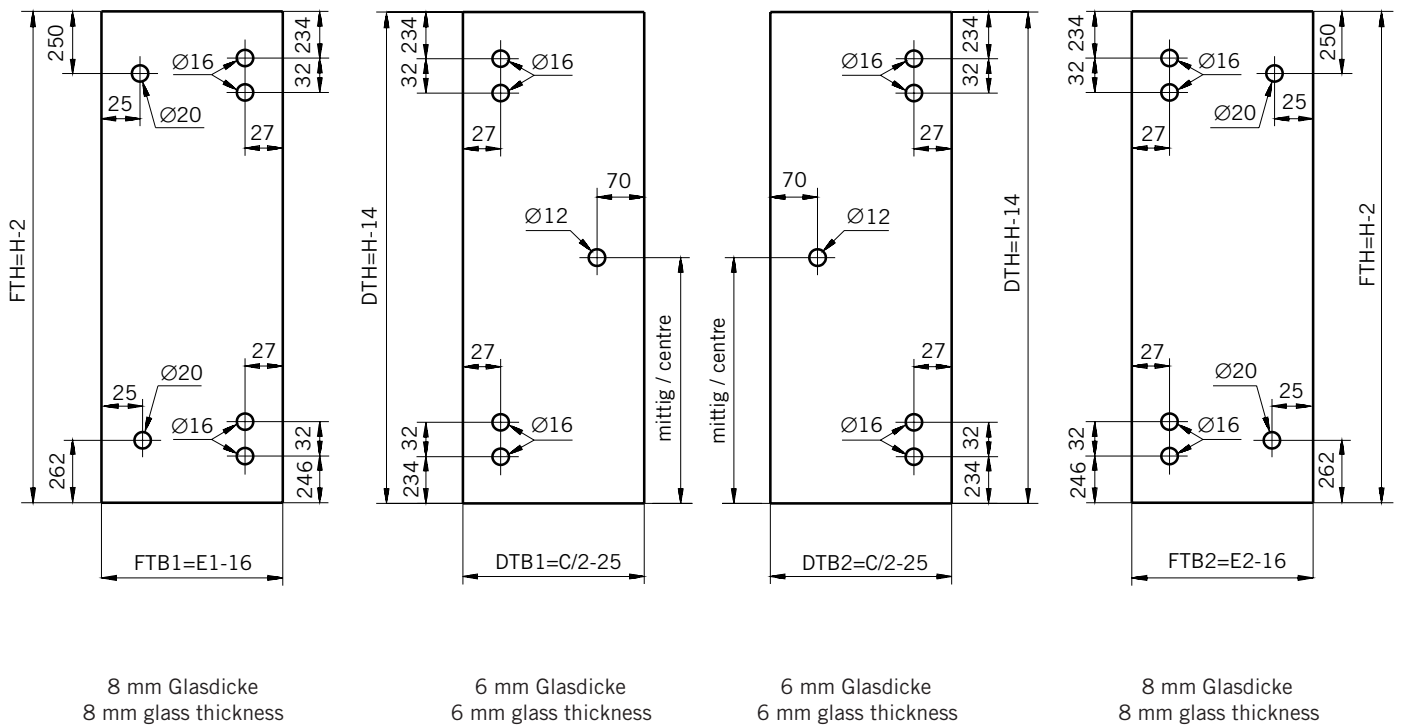 250
25
Ø20
Ø16
234
32
27
FTH=H-2
27
25
Ø20
Ø16
262
32
246
FTB1=E1-16
8 mm Glasdicke
8 mm glass thickness
234
32
Ø16
27
70
Ø12
DTH=H-14
mittig / centre
27
32
Ø16
234
DTB1=C/2-25
6 mm Glasdicke
6 mm glass thickness
Ø16
234
32
27
70
Ø12
DTH=H-14
mittig / centre
27
Ø16
32
234
DTB2=C/2-25
6 mm Glasdicke
6 mm glass thickness
234
32
Ø16
27
250
25
Ø20
FTH=H-2
27
Ø20
25
32
Ø16
246
262
FTB2=E2-16
8 mm Glasdicke
8 mm glass thickness